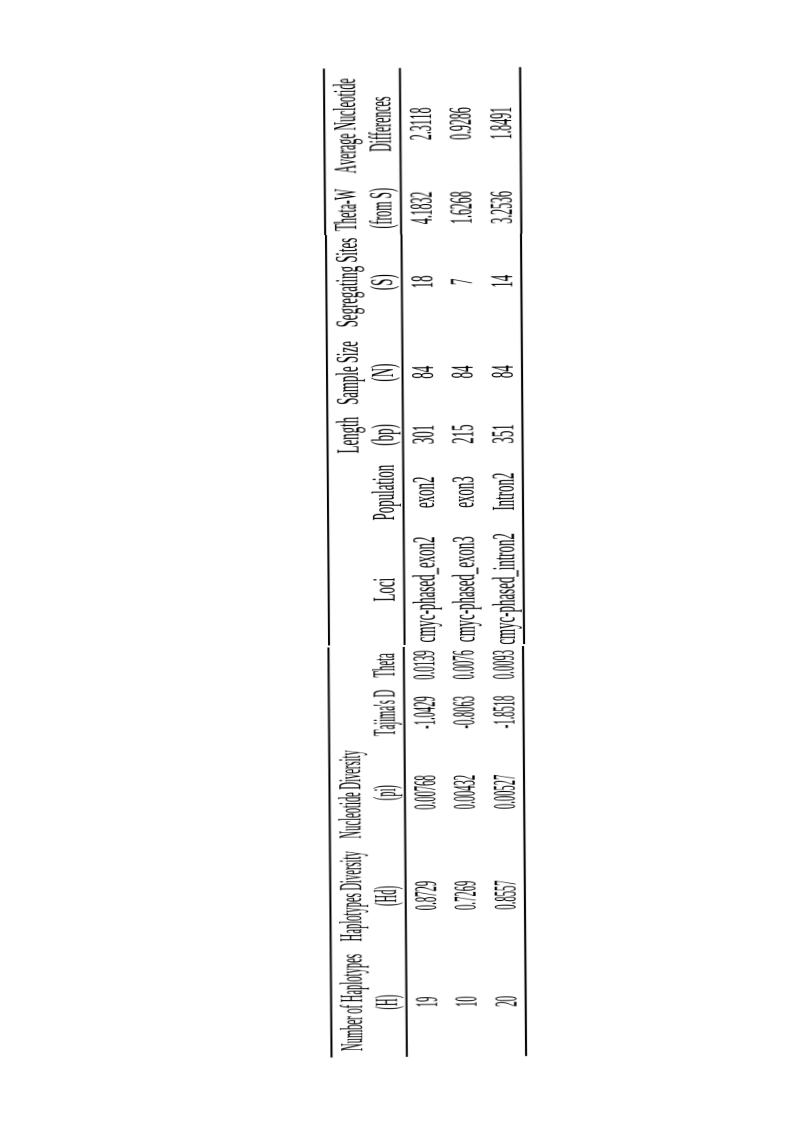 Number of Haplotypes Haplotypes Diversity Nucleotide Diversity Length Sample Size Segregating Sites Theta-W Average Nucleotide
(H) (Hd) (pi) Tajima's D Theta Loci Population (bp) (N) (S) (from S) Differences
19 0.8729 0.00768 -1.0429 0.0139 cmyc-phased_exon2 exon2 301 84 18 4.1832 2.3118
10 0.7269 0.00432 -0.8063 0.0076 cmyc-phased_exon3 exon3 215 84 7 1.6268 0.9286
20 0.8557 0.00527 -1.8518 0.0093 cmyc-phased_intron2 Intron2 351 84 14 3.2536 1.8491